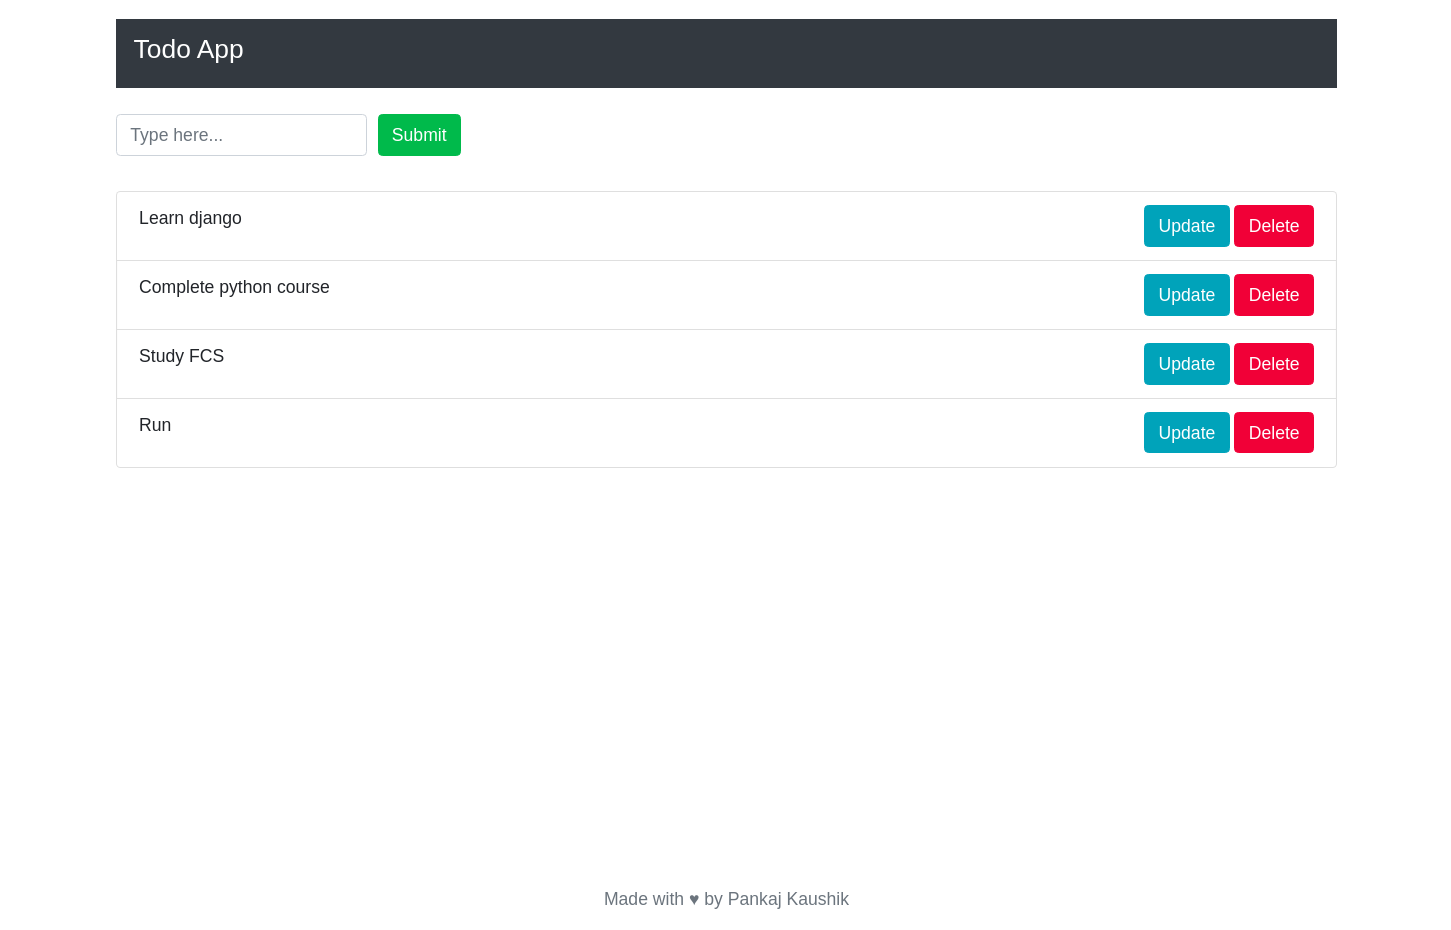 Todo App
Type here...
Submit
Learn django
Update
Delete
Complete python course
Update
Delete
Study FCS
Update
Delete
Run
Update
Delete
Made with ♥ by Pankaj Kaushik